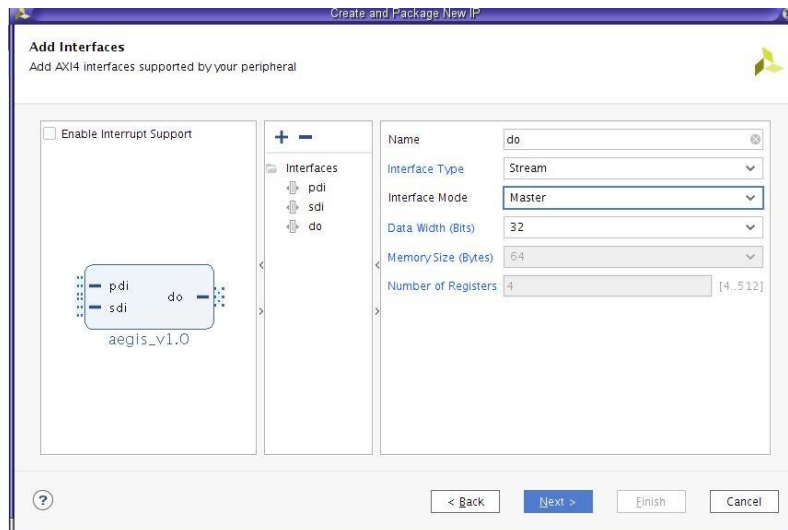 Create and Package New IP
Add Interfaces
Add AXI4 interfaces supported by your peripheral
Enable Interrupt Support
pdi
sdi
do
aegis_v1.0
Interfaces
pdi
sdi
do
Name do
Interface Type Stream
Interface Mode Master
Data Width (Bits) 32
Memory Size (Bytes) 64
Number of Registers 4 [4..512]
? < Back Next > Finish Cancel